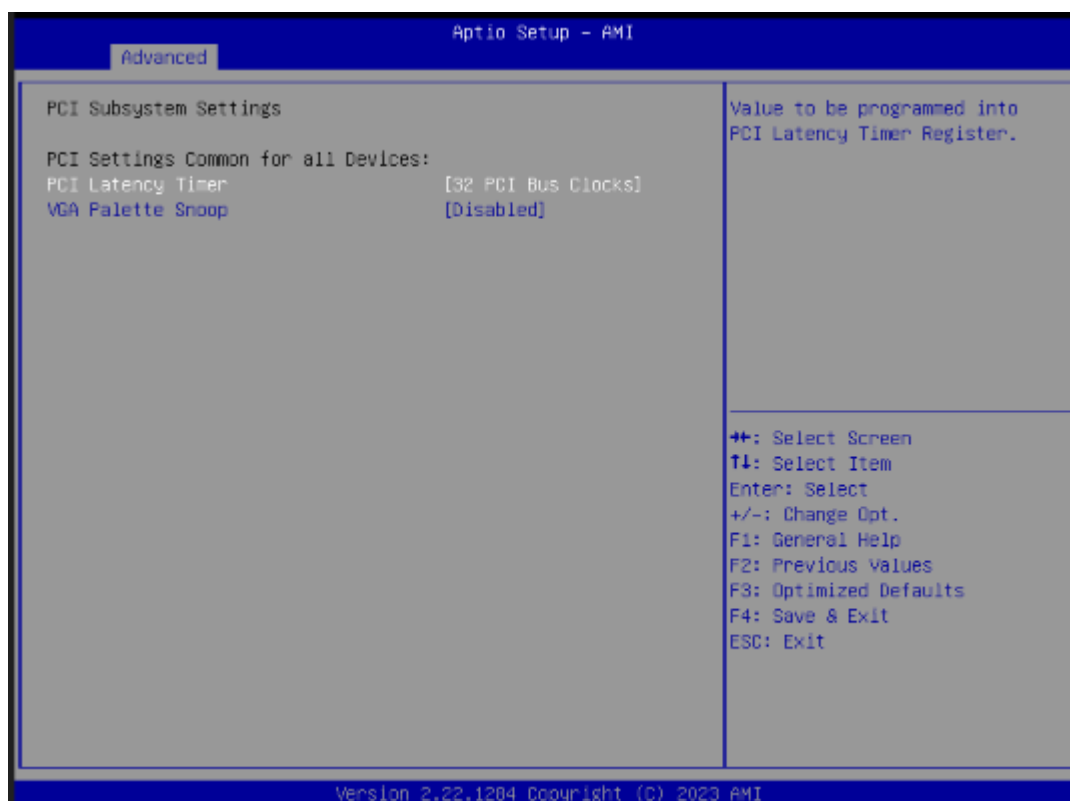 Aptio Setup - AMI
Advanced
PCI Subsystem Settings
PCI Settings Common for all Devices:
PCI Latency Timer [32 PCI Bus Clocks]
VGA Palette Snoop [Disabled]
Value to be programmed into
PCI Latency Timer Register.
→←: Select Screen
↑↓: Select Item
Enter: Select
+/-: Change Opt.
F1: General Help
F2: Previous Values
F3: Optimized Defaults
F4: Save & Exit
ESC: Exit
Version 2.22.1284 Copyright (C) 2023 AMI